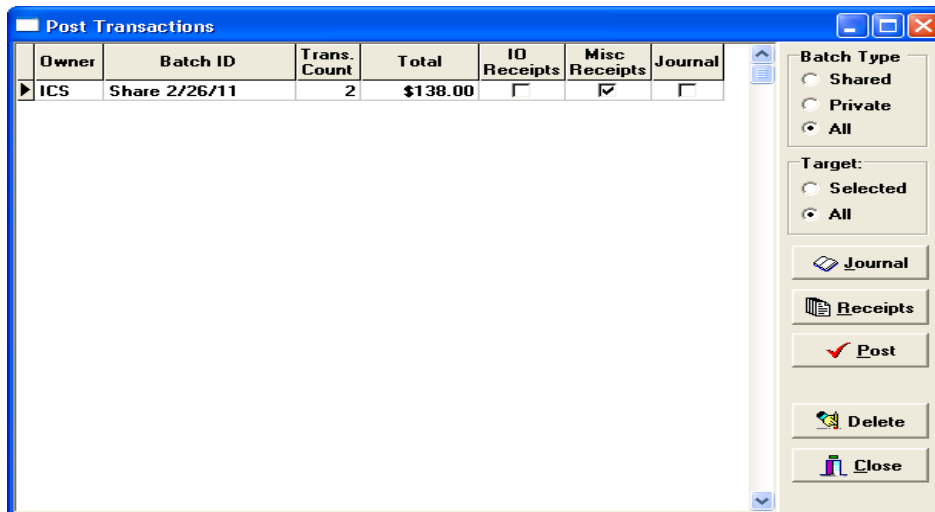 Post Transactions
Owner Batch ID Trans. Count Total IO Receipts Misc Receipts Journal
ICS Share 2/26/11 2 $138.00
Batch Type
Shared
Private
All
Target:
Selected
All
Journal
Receipts
Post
Delete
Close